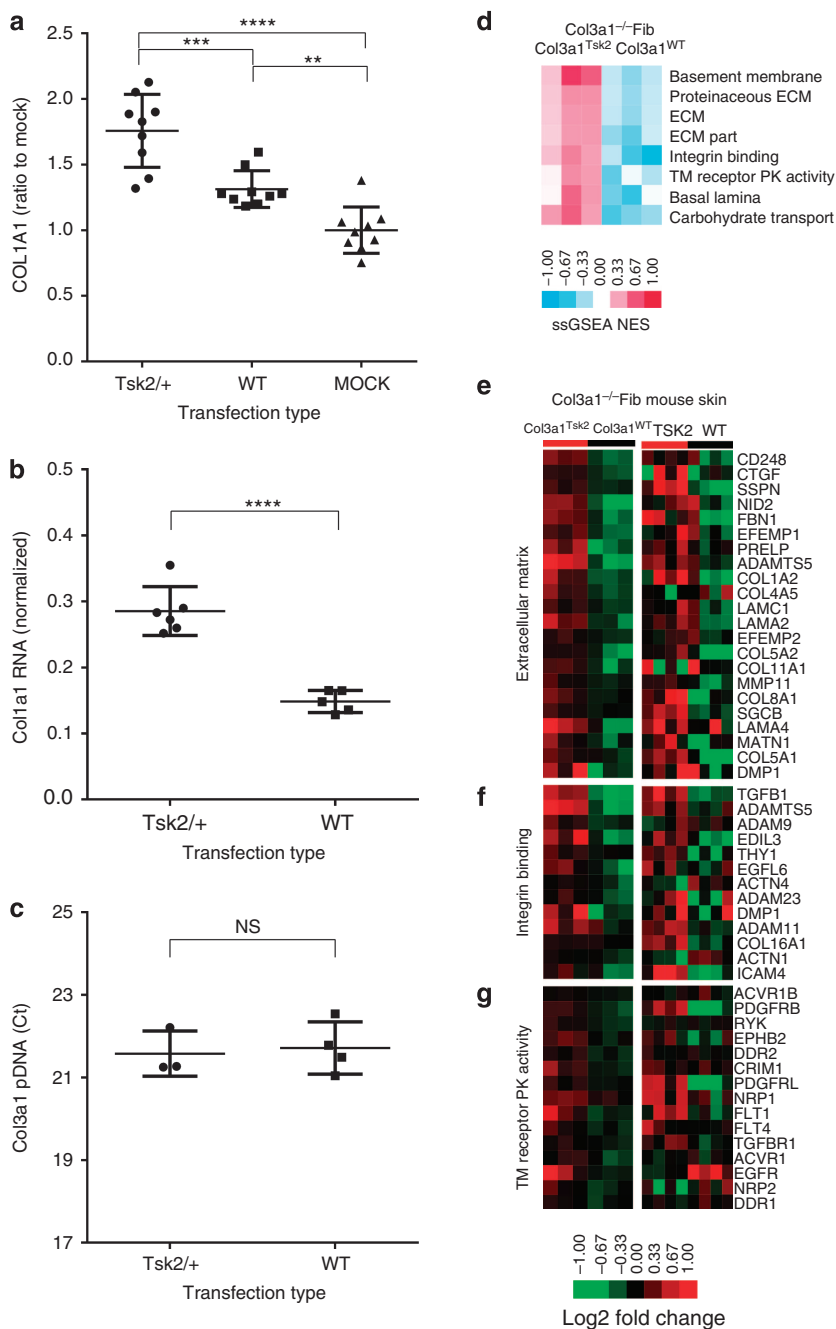 a
****
***
**
COL1A1 (ratio to mock)
2.5
2.0
1.5
1.0
0.5
0.0
Tsk2/+ WT MOCK
Transfection type
b
****
Col1a1 RNA (normalized)
0.5
0.4
0.3
0.2
0.1
0.0
Tsk2/+ WT
Transfection type
c
NS
Col3a1 pDNA (Ct)
25
23
21
19
17
Tsk2/+ WT
Transfection type
d
Col3a1–/–Fib
Col3a1Tsk2 Col3a1WT
Basement membrane
Proteinaceous ECM
ECM
ECM part
Integrin binding
TM receptor PK activity
Basal lamina
Carbohydrate transport
–1.00
–0.67
–0.33
0.00
0.33
0.67
1.00
ssGSEA NES
e
Col3a1–/–Fib mouse skin
Col3a1Tsk2 Col3a1WT TSK2 WT
Extracellular matrix
CD248
CTGF
SSPN
NID2
FBN1
EFEMP1
PRELP
ADAMTS5
COL1A2
COL4A5
LAMC1
LAMA2
EFEMP2
COL5A2
COL11A1
MMP11
COL8A1
SGCB
LAMA4
MATN1
COL5A1
DMP1
f
Integrin binding
TGFB1
ADAMTS5
ADAM9
EDIL3
THY1
EGFL6
ACTN4
ADAM23
DMP1
ADAM11
COL16A1
ACTN1
ICAM4
g
TM receptor PK activity
ACVR1B
PDGFRB
RYK
EPHB2
DDR2
CRIM1
PDGFRL
NRP1
FLT1
FLT4
TGFBR1
ACVR1
EGFR
NRP2
DDR1
–1.00
–0.67
–0.33
0.00
0.33
0.67
1.00
Log2 fold change